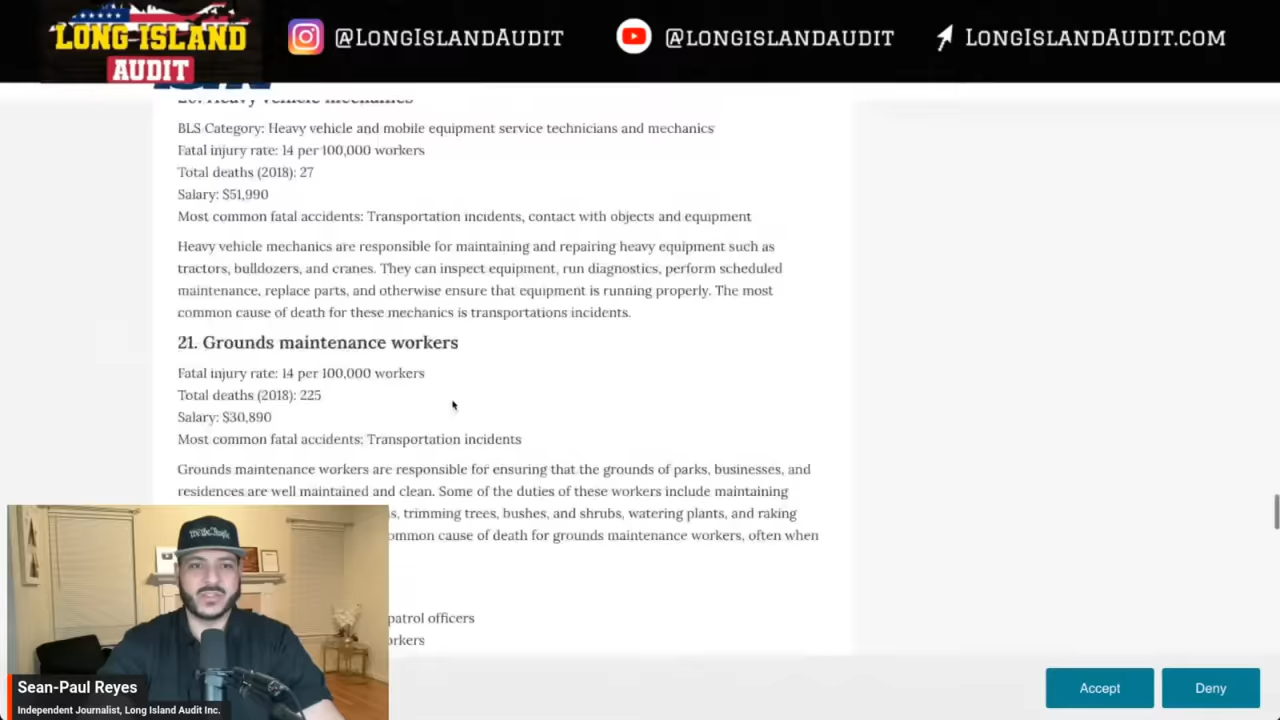 LONG ISLAND
AUDIT
@LongIslandAudit
@longislandaudit
LongIslandAudit.com
20. Heavy vehicle mechanics
BLS Category: Heavy vehicle and mobile equipment service technicians and mechanics
Fatal injury rate: 14 per 100,000 workers
Total deaths (2018): 27
Salary: $51,990
Most common fatal accidents: Transportation incidents, contact with objects and equipment
Heavy vehicle mechanics are responsible for maintaining and repairing heavy equipment such as
tractors, bulldozers, and cranes. They can inspect equipment, run diagnostics, perform scheduled
maintenance, replace parts, and otherwise ensure that equipment is running properly. The most
common cause of death for these mechanics is transportations incidents.
21. Grounds maintenance workers
Fatal injury rate: 14 per 100,000 workers
Total deaths (2018): 225
Salary: $30,890
Most common fatal accidents: Transportation incidents
Grounds maintenance workers are responsible for ensuring that the grounds of parks, businesses, and
residences are well maintained and clean. Some of the duties of these workers include maintaining
s, trimming trees, bushes, and shrubs, watering plants, and raking
ommon cause of death for grounds maintenance workers, often when
patrol officers
orkers
We the People
Sean-Paul Reyes
Independent Journalist, Long Island Audit Inc.
Accept
Deny